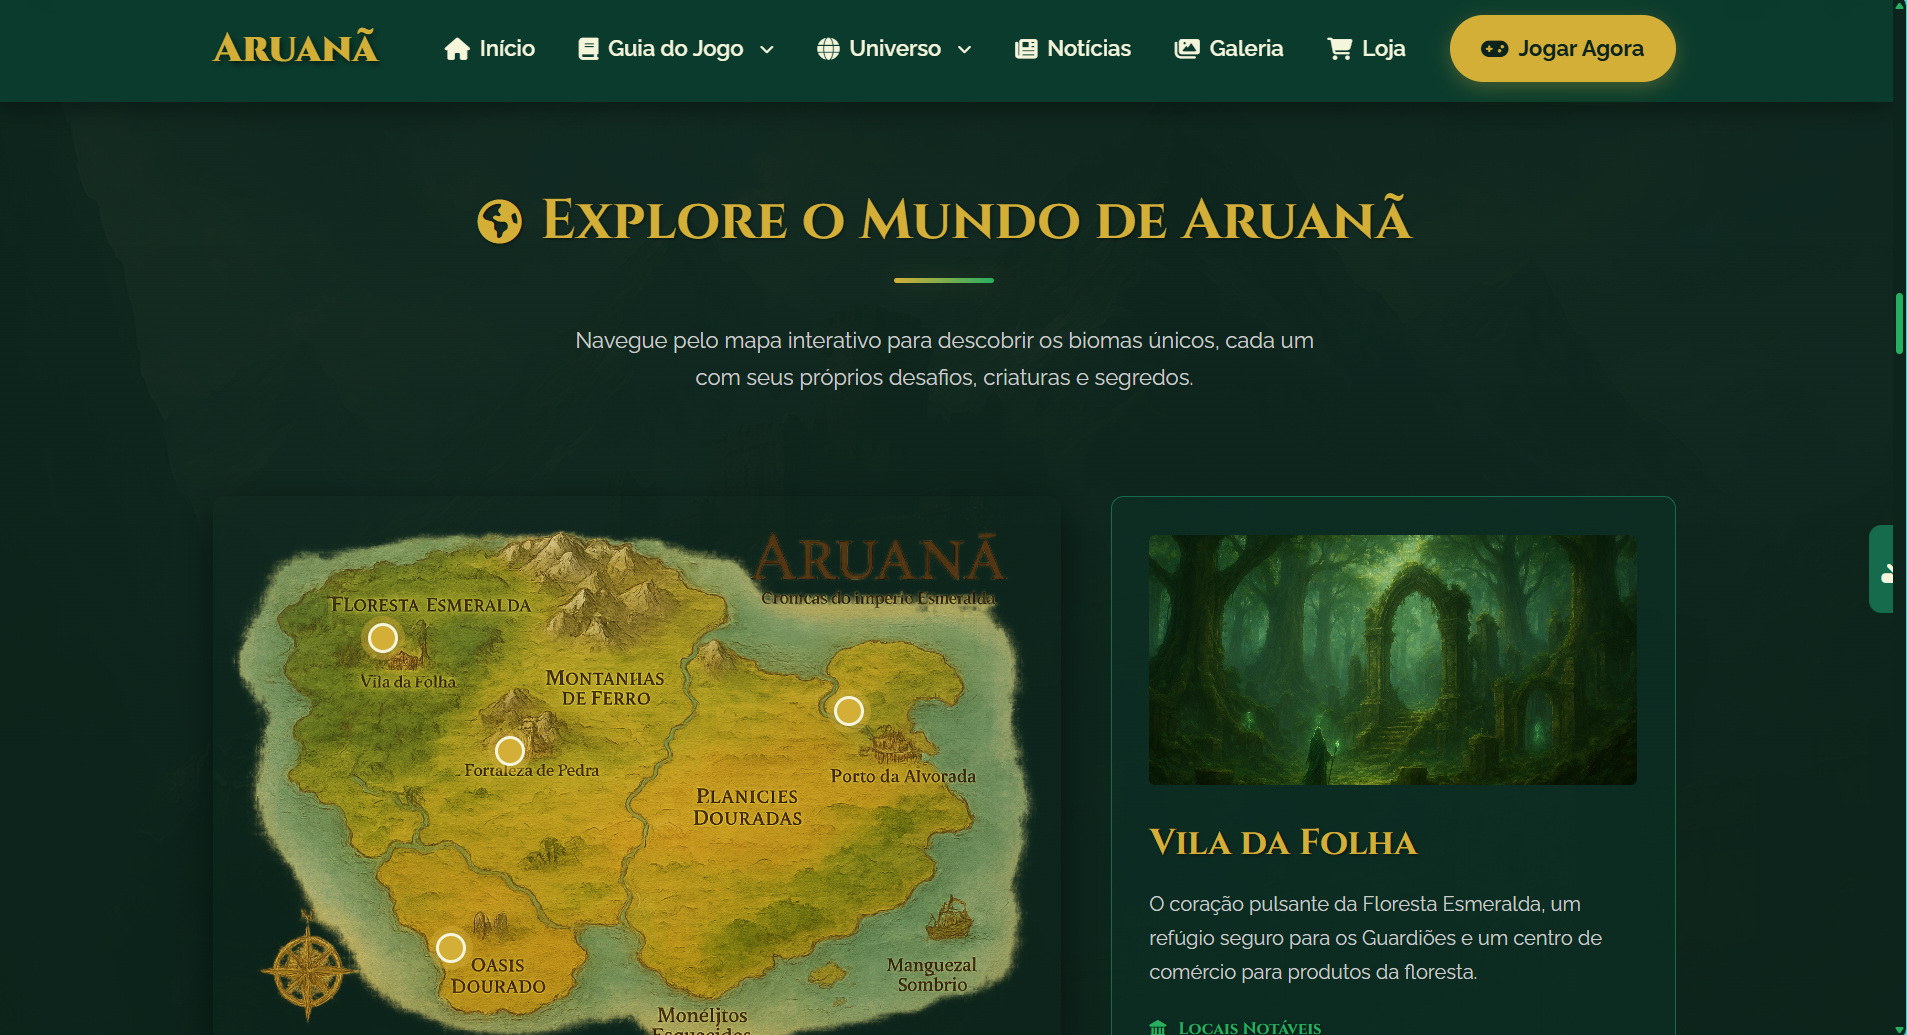 ARUANÃ
Início
Guia do Jogo
Universo
Notícias
Galeria
Loja
Jogar Agora
EXPLORE O MUNDO DE ARUANÃ
Navegue pelo mapa interativo para descobrir os biomas únicos, cada um
com seus próprios desafios, criaturas e segredos.
ARUANÃ
Crônicas do Imperio Esmeralda
FLORESTA ESMERALDA
Vila da Folha
MONTANHAS
DE FERRO
Fortaleza de Pedra
Porto da Alvorada
PLANICIES
DOURADAS
OASIS
DOURADO
Manguezal
Sombrio
Monéljtos
Esquecidos
VILA DA FOLHA
O coração pulsante da Floresta Esmeralda, um
refúgio seguro para os Guardiões e um centro de
comércio para produtos da floresta.
LOCAIS NOTÁVEIS